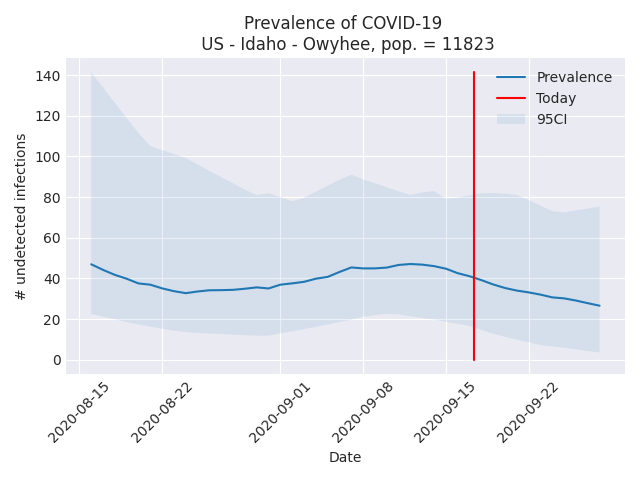 Prevalence of COVID-19
US - Idaho - Owyhee, pop. = 11823
Prevalence
Today
95CI
140
120
100
80
60
40
20
0
# undetected infections
2020-08-15
2020-08-22
2020-09-01
2020-09-08
2020-09-15
2020-09-22
Date